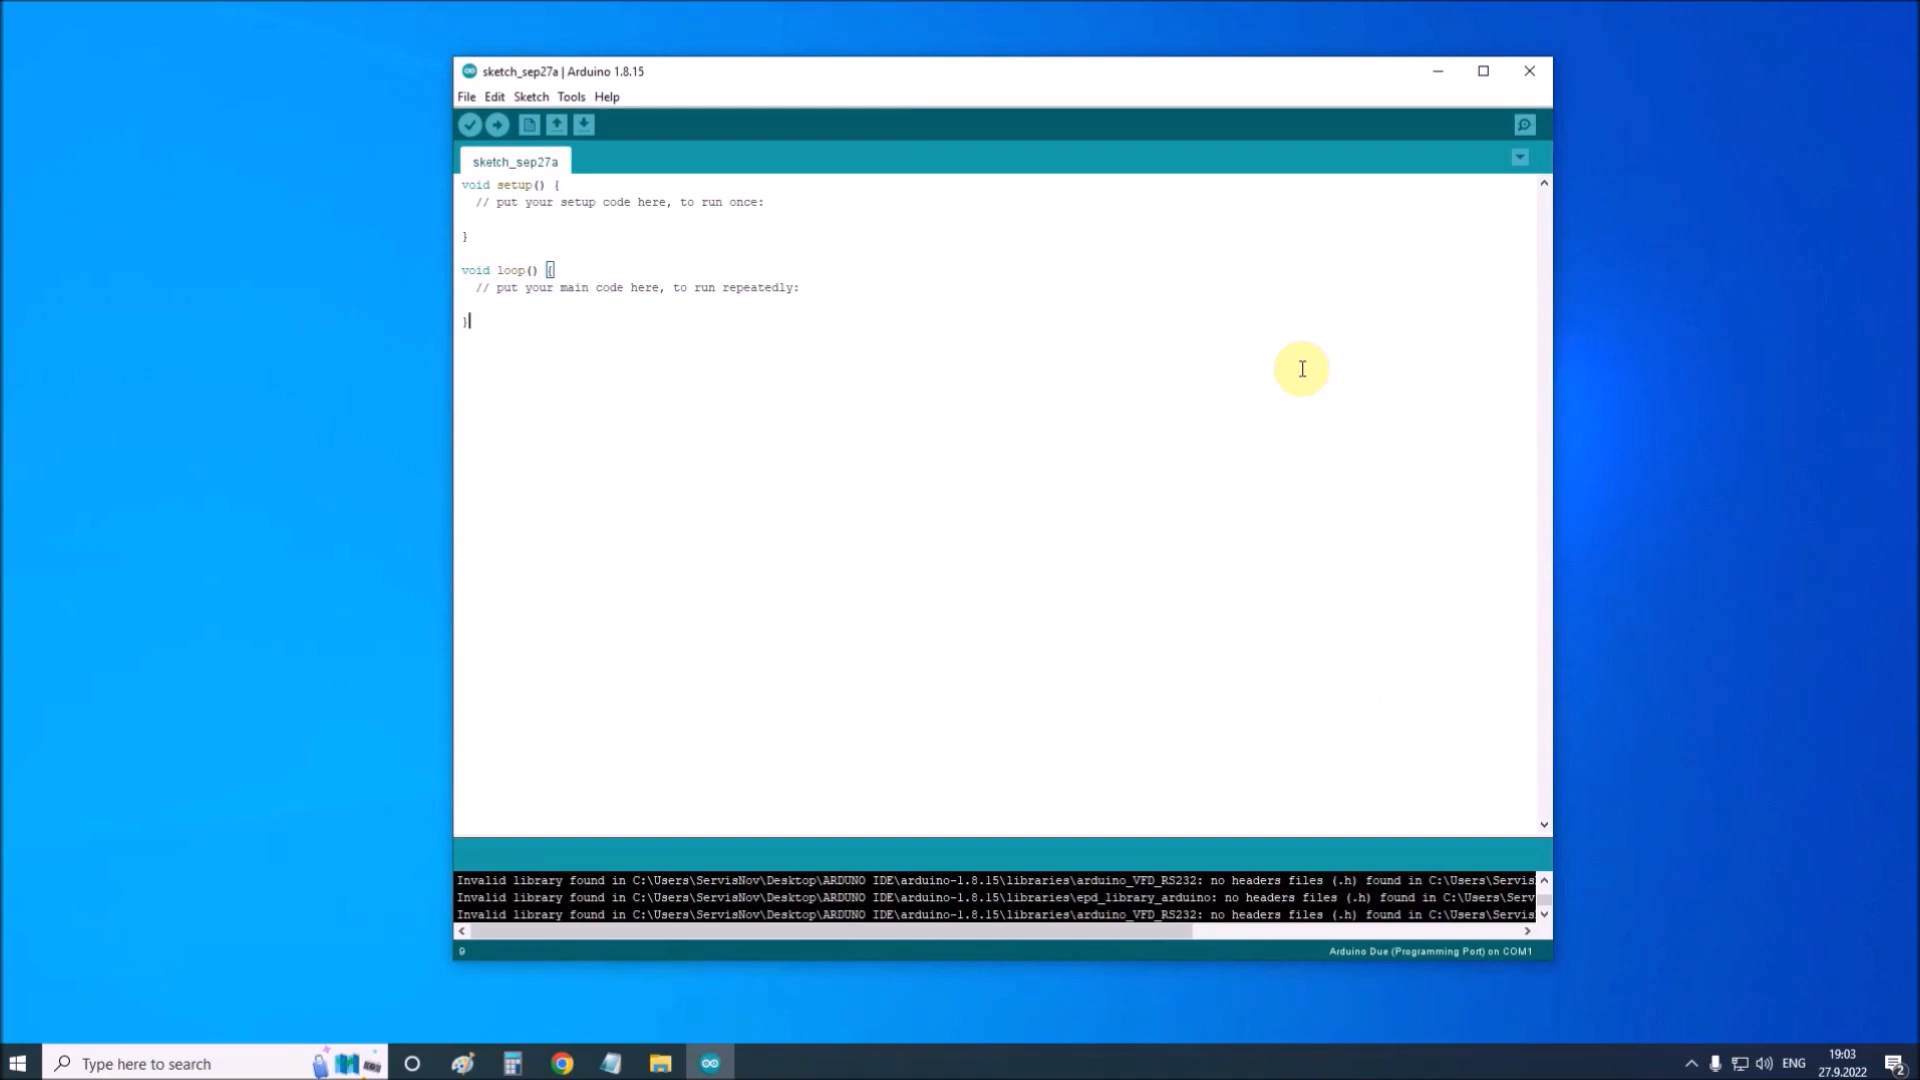 sketch_sep27a | Arduino 1.8.15
File Edit Sketch Tools Help
sketch_sep27a
void setup() {
// put your setup code here, to run once:
}
void loop() {
// put your main code here, to run repeatedly:
}
Invalid library found in C:\Users\ServisNov\Desktop\ARDUNO IDE\arduino-1.8.15\libraries\arduino_VFD_RS232: no headers files (.h) found in C:\Users\Servis
Invalid library found in C:\Users\ServisNov\Desktop\ARDUNO IDE\arduino-1.8.15\libraries\epd_library_arduino: no headers files (.h) found in C:\Users\Serv
Invalid library found in C:\Users\ServisNov\Desktop\ARDUNO IDE\arduino-1.8.15\libraries\arduino_VFD_RS232: no headers files (.h) found in C:\Users\Servis
9 Arduino Due (Programming Port) on COM1
Type here to search
ENG
19:03
27.9.2022
2